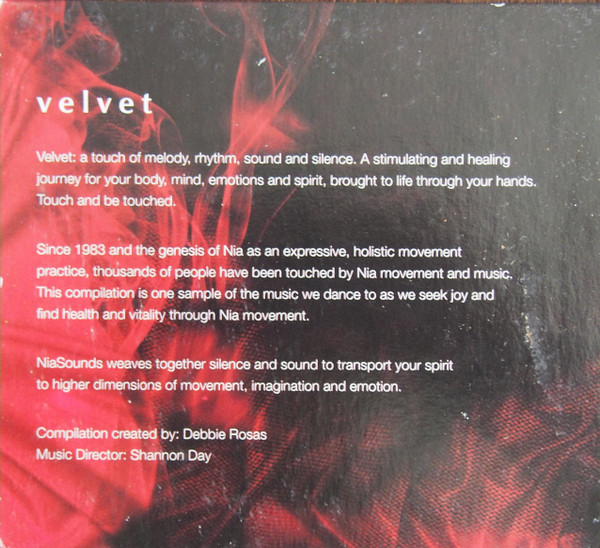 velvet
Velvet: a touch of melody, rhythm, sound and silence. A stimulating and healing
journey for your body, mind, emotions and spirit, brought to life through your hands.
Touch and be touched.
Since 1983 and the genesis of Nia as an expressive, holistic movement
practice, thousands of people have been touched by Nia movement and music.
This compilation is one sample of the music we dance to as we seek joy and
find health and vitality through Nia movement.
NiaSounds weaves together silence and sound to transport your spirit
to higher dimensions of movement, imagination and emotion.
Compilation created by: Debbie Rosas
Music Director: Shannon Day